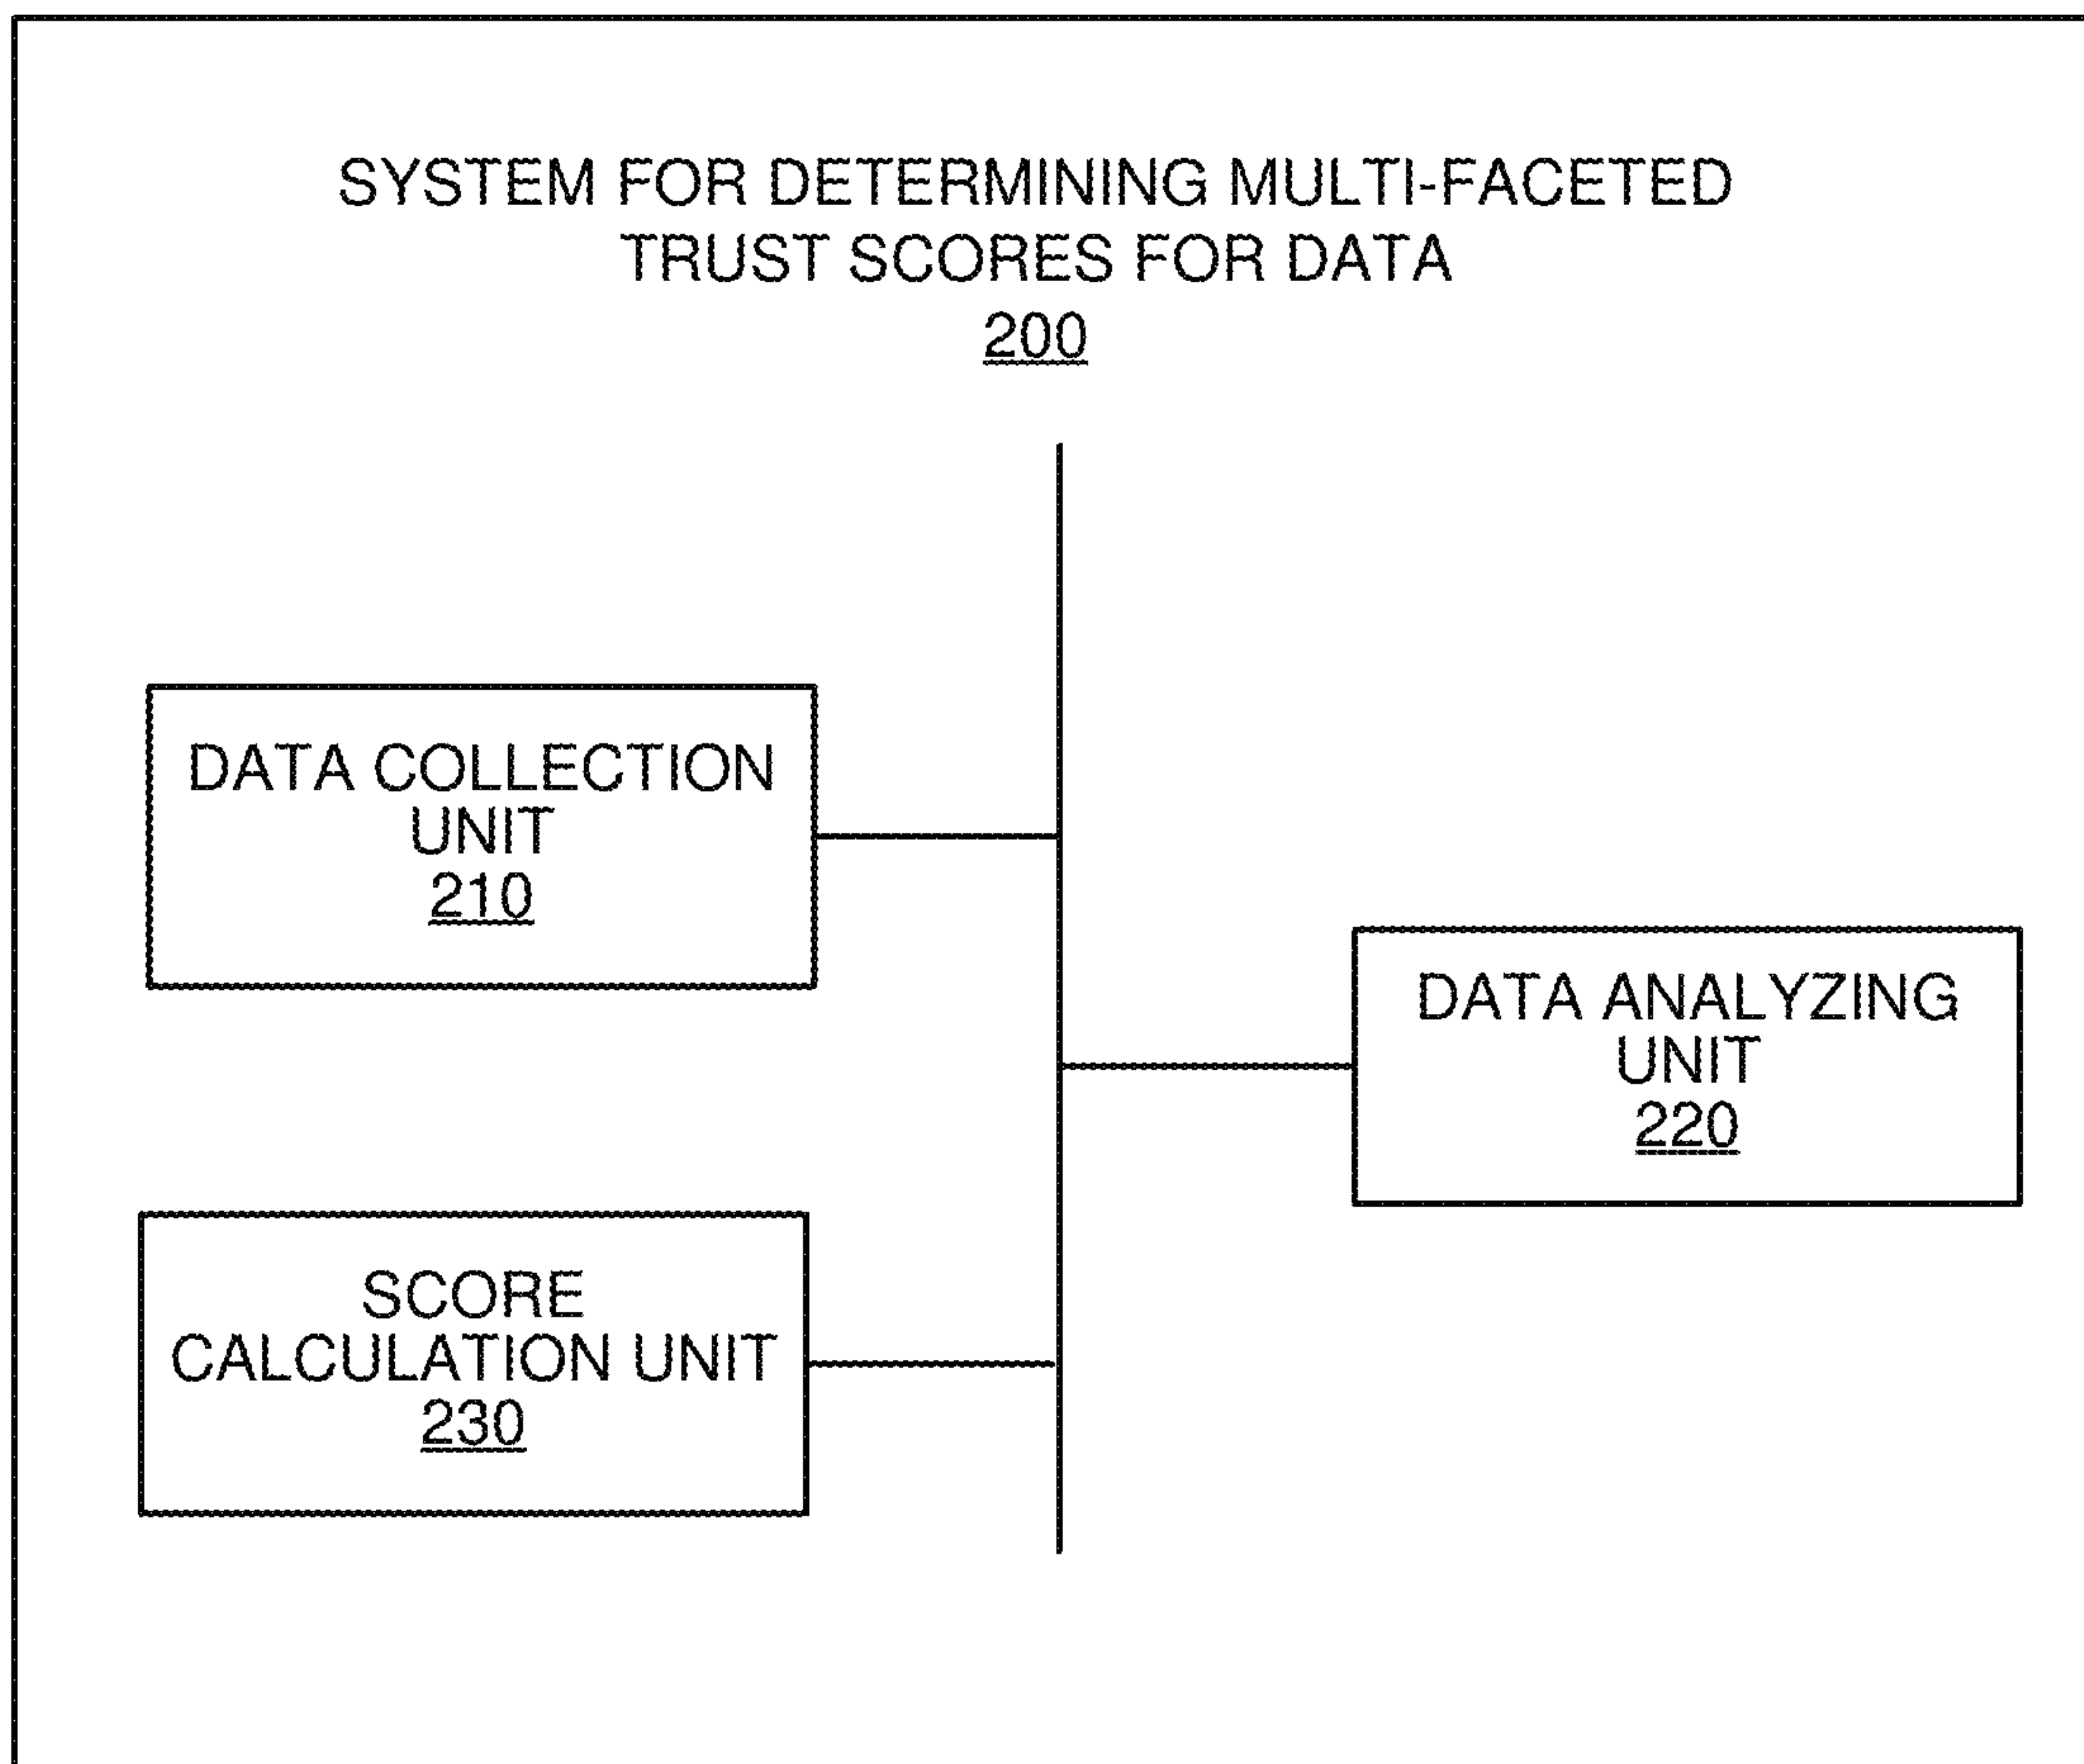 SYSTEM FOR DETERMINING MULTI-FACETED
TRUST SCORES FOR DATA
200
DATA COLLECTION
UNIT
210
DATA ANALYZING
UNIT
220
SCORE
CALCULATION UNIT
230